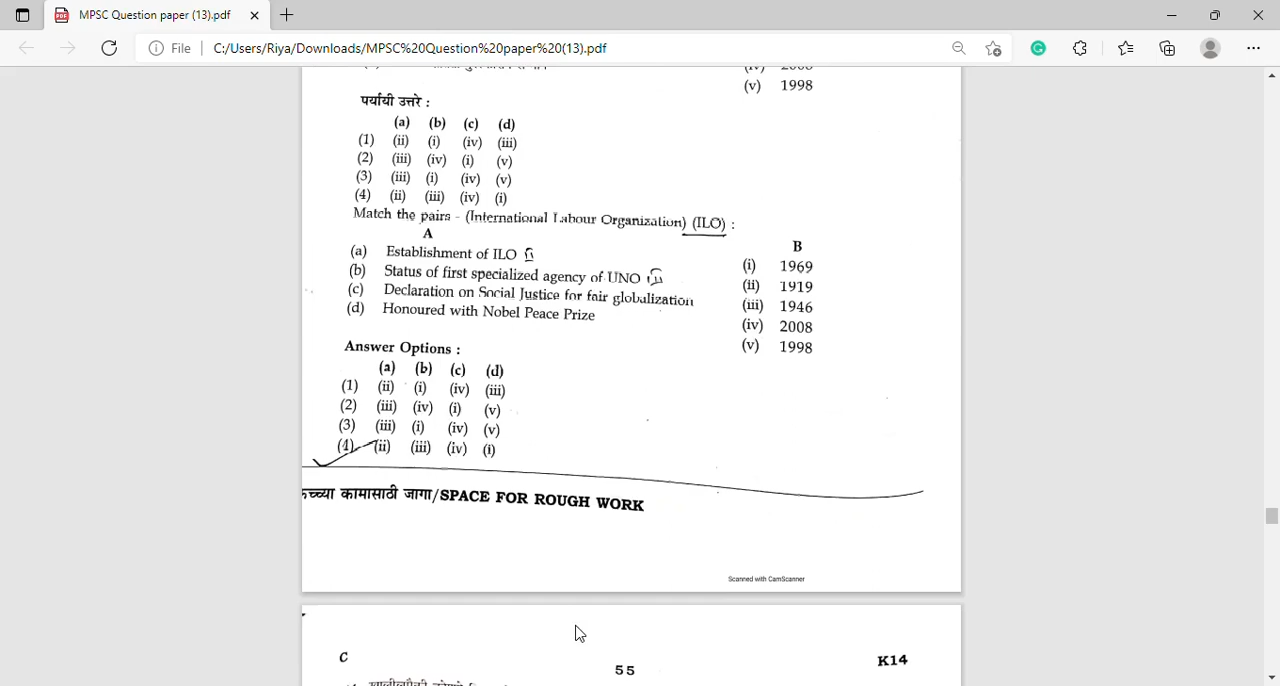 MPSC Question paper (13).pdf
File C:/Users/Riya/Downloads/MPSC%20Question%20paper%20(13).pdf
(v) 1998
पर्यायी उत्तरे :
(a) (b) (c) (d)
(1) (ii) (i) (iv) (iii)
(2) (iii) (iv) (i) (v)
(3) (iii) (i) (iv) (v)
(4) (ii) (iii) (iv) (i)
Match the pairs - (International Labour Organization) (ILO) :
A B
(a) Establishment of ILO (i) 1969
(b) Status of first specialized agency of UNO (ii) 1919
(c) Declaration on Social Justice for fair globalization (iii) 1946
(d) Honoured with Nobel Peace Prize (iv) 2008
(v) 1998
Answer Options :
(a) (b) (c) (d)
(1) (ii) (i) (iv) (iii)
(2) (iii) (iv) (i) (v)
(3) (iii) (i) (iv) (v)
(4) (ii) (iii) (iv) (i)
कच्च्या कामासाठी जागा/SPACE FOR ROUGH WORK
Scanned with CamScanner
C 55 K14